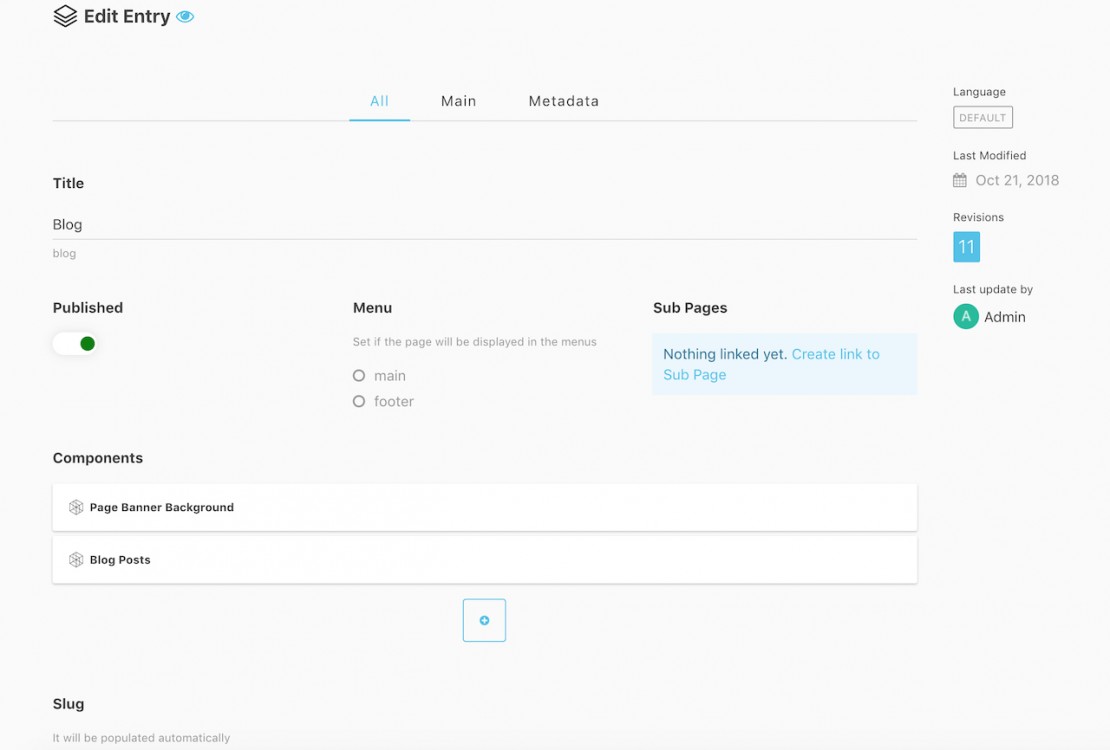 Edit Entry
All Main Metadata
Title
Blog
blog
Published
Menu
Set if the page will be displayed in the menus
main
footer
Sub Pages
Nothing linked yet. Create link to
Sub Page
Components
Page Banner Background
Blog Posts
Slug
It will be populated automatically
Language
DEFAULT
Last Modified
Oct 21, 2018
Revisions
11
Last update by
A Admin